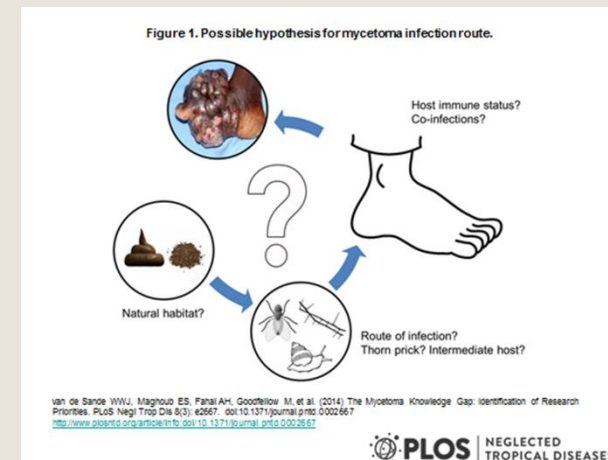 Figure 1. Possible hypothesis for mycetoma infection route.
Host immune status?
Co-infections?
?
Natural habitat?
Route of infection?
Thorn prick? Intermediate host?
van de Sande WWJ, Maghoub ES, Fahal AH, Goodfellow M, et al. (2014) The Mycetoma Knowledge Gap: Identification of Research
Priorities. PLoS Negl Trop Dis 8(3): e2667. doi:10.1371/journal.pntd.0002667
http://www.plosntd.org/article/info:doi/10.1371/journal.pntd.0002667
PLOS NEGLECTED
TROPICAL DISEASE